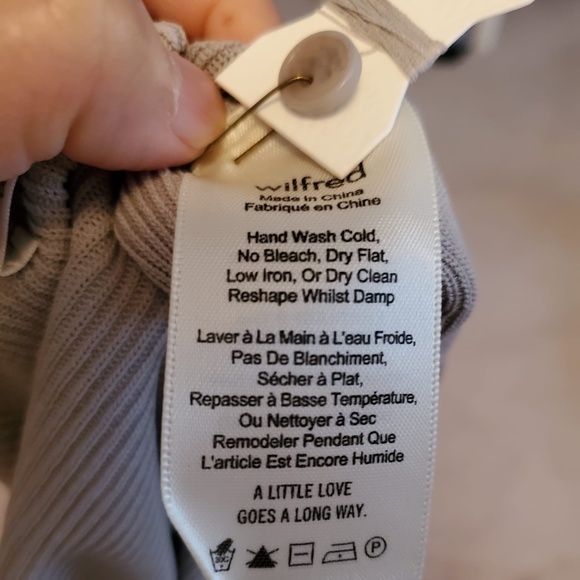 wilfred
Made in China
Fabriqué en Chine
Hand Wash Cold,
No Bleach, Dry Flat,
Low Iron, Or Dry Clean
Reshape Whilst Damp
Laver à La Main à L'eau Froide,
Pas De Blanchiment,
Sécher à Plat,
Repasser à Basse Température,
Ou Nettoyer à Sec
Remodeler Pendant Que
L'article Est Encore Humide
A LITTLE LOVE
GOES A LONG WAY.
P